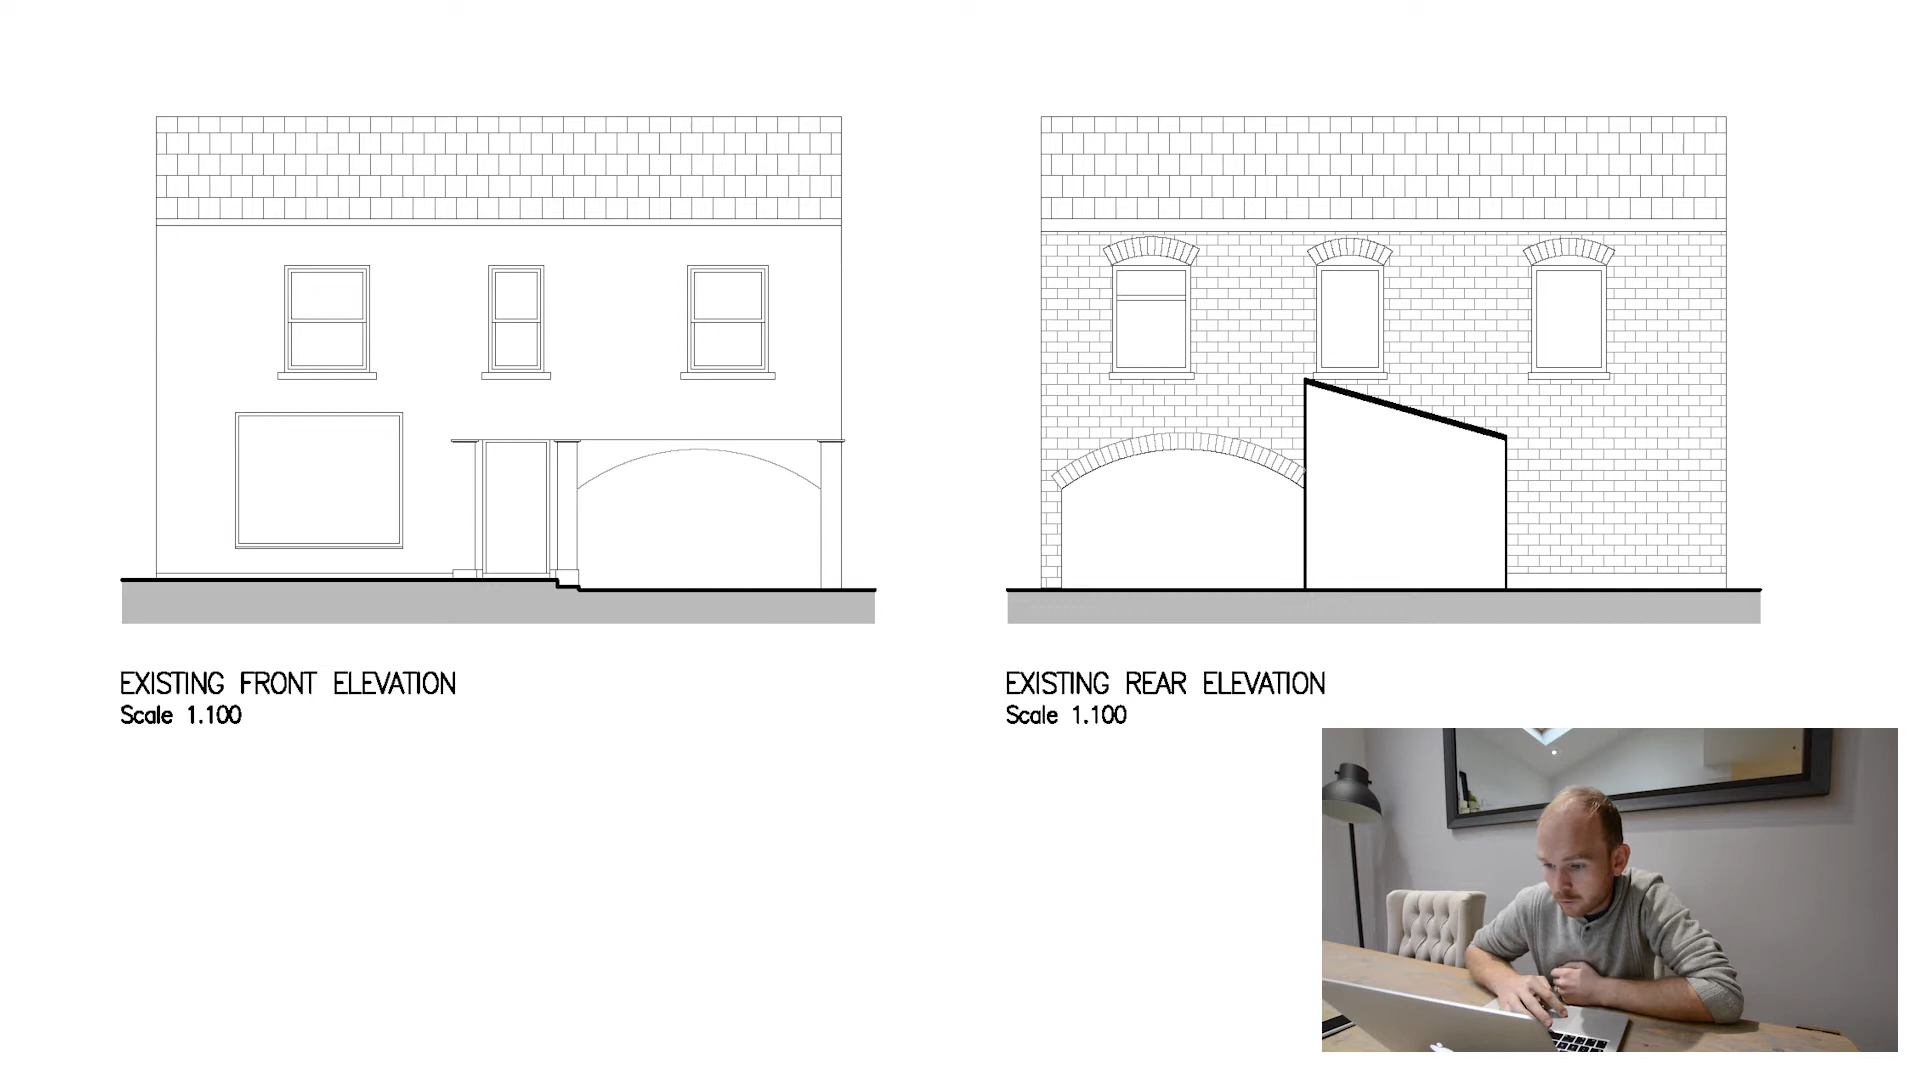 EXISTING FRONT ELEVATION
Scale 1.100
EXISTING REAR ELEVATION
Scale 1.100